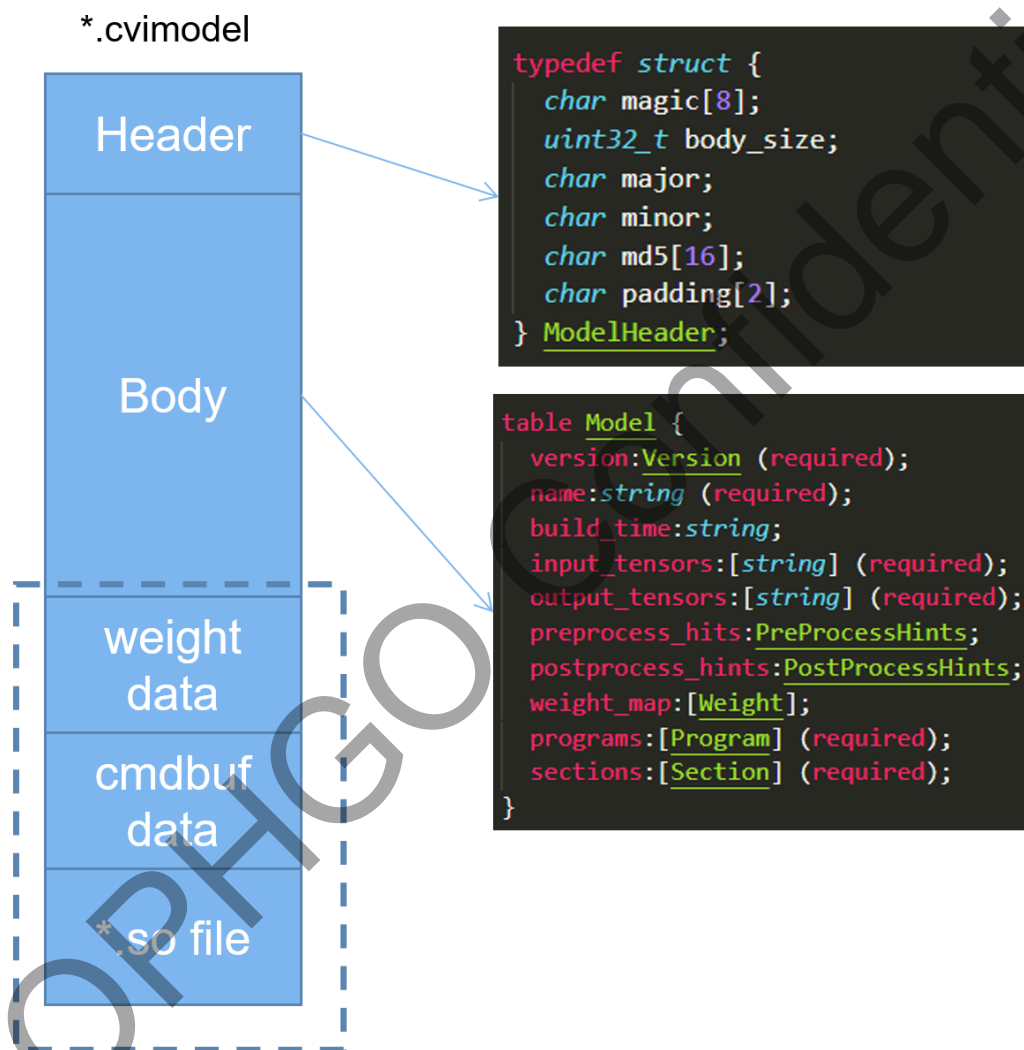 *.cvimodel
Header
Body
weight
data
cmdbuf
data
*.so file
typedef struct {
char magic[8];
uint32_t body_size;
char major;
char minor;
char md5[16];
char padding[2];
} ModelHeader;
table Model {
version:Version (required);
name:string (required);
build_time:string;
input_tensors:[string] (required);
output_tensors:[string] (required);
preprocess_hits:PreProcessHints;
postprocess_hints:PostProcessHints;
weight_map:[Weight];
programs:[Program] (required);
sections:[Section] (required);
}
OPHGO Confident